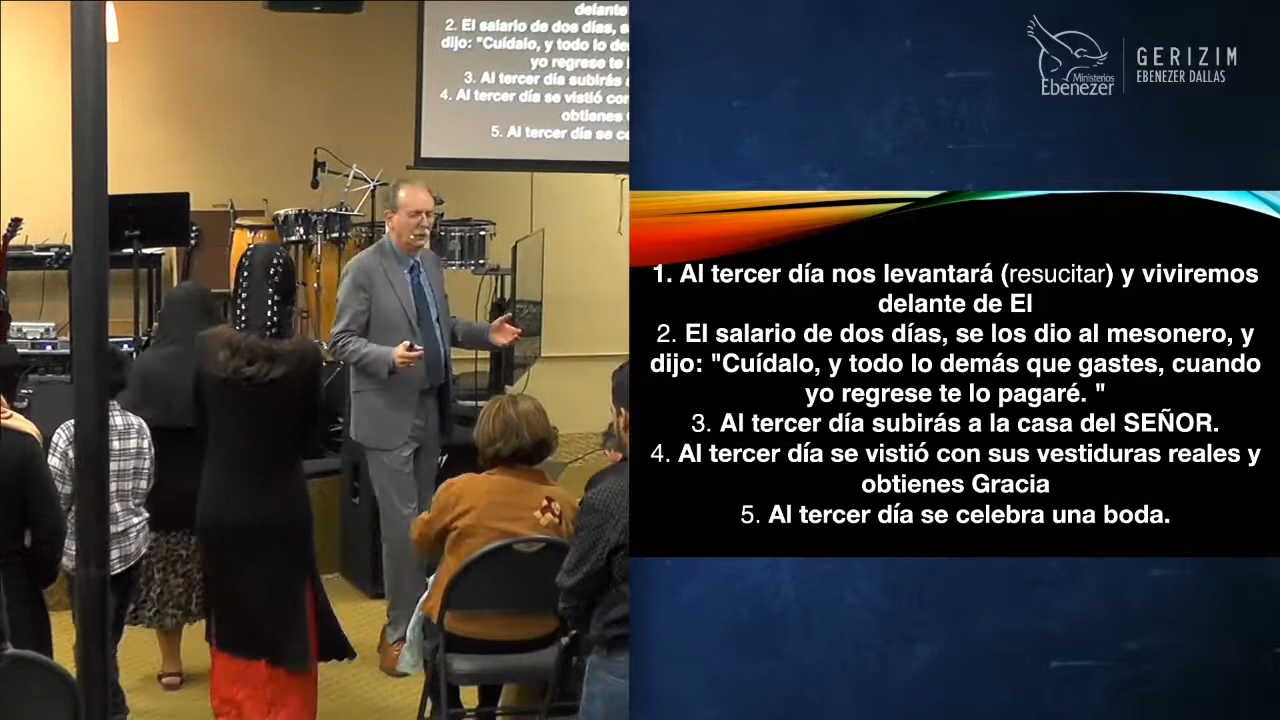 delante
2. El salario de dos días, s
dijo: "Cuídalo, y todo lo de
yo regrese te l
3. Al tercer día subirás a
4. Al tercer día se vistió con
obtienes
5. Al tercer día se ce
Ministerios
Ebenezer
GERIZIM
EBENEZER DALLAS
1. Al tercer día nos levantará (resucitar) y viviremos
delante de El
2. El salario de dos días, se los dio al mesonero, y
dijo: "Cuídalo, y todo lo demás que gastes, cuando
yo regrese te lo pagaré. "
3. Al tercer día subirás a la casa del SEÑOR.
4. Al tercer día se vistió con sus vestiduras reales y
obtienes Gracia
5. Al tercer día se celebra una boda.